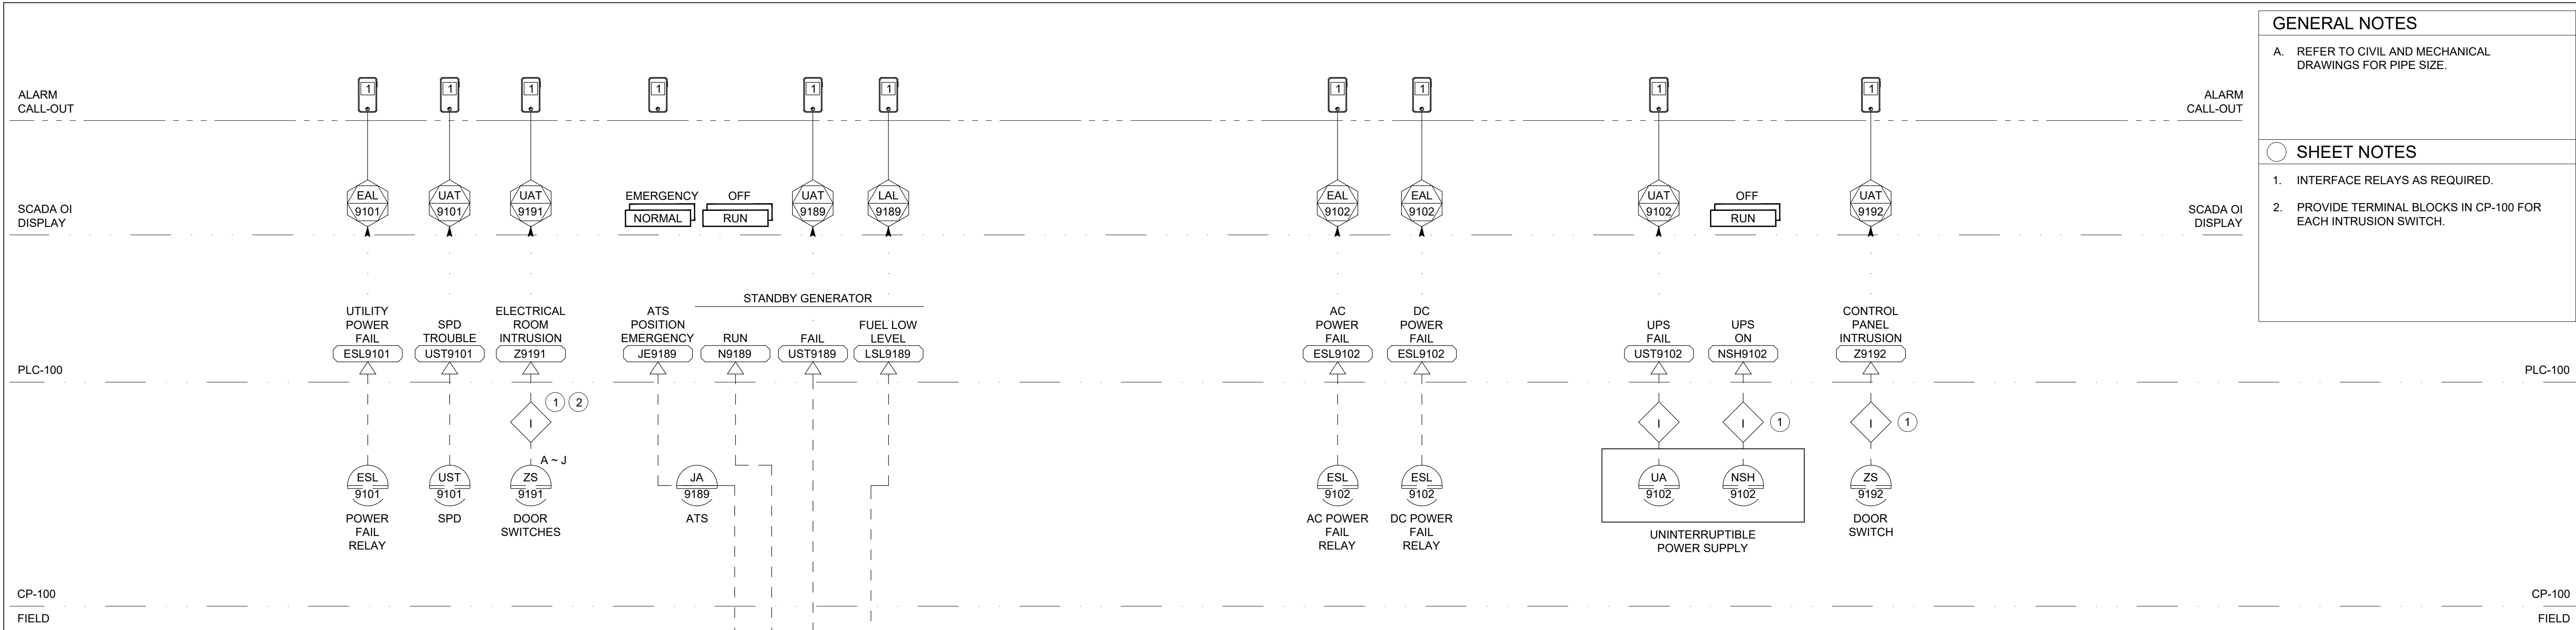 GENERAL NOTES
A. REFER TO CIVIL AND MECHANICAL
DRAWINGS FOR PIPE SIZE.
SHEET NOTES
1. INTERFACE RELAYS AS REQUIRED.
2. PROVIDE TERMINAL BLOCKS IN CP-100 FOR
EACH INTRUSION SWITCH.
ALARM
CALL-OUT
1 1 1 1 1 1 1 1 1 1
ALARM
CALL-OUT
SCADA OI
DISPLAY
EAL
9101
UAT
9101
UAT
9191
EMERGENCY
NORMAL
OFF
RUN
UAT
9189
LAL
9189
EAL
9102
EAL
9102
UAT
9102
OFF
RUN
UAT
9192
SCADA OI
DISPLAY
STANDBY GENERATOR
PLC-100
UTILITY
POWER
FAIL
ESL9101
SPD
TROUBLE
UST9101
ELECTRICAL
ROOM
INTRUSION
Z9191
ATS
POSITION
EMERGENCY
JE9189
RUN
N9189
FAIL
UST9189
FUEL LOW
LEVEL
LSL9189
AC
POWER
FAIL
ESL9102
DC
POWER
FAIL
ESL9102
UPS
FAIL
UST9102
UPS
ON
NSH9102
CONTROL
PANEL
INTRUSION
Z9192
PLC-100
I 1 2
I
I 1
I 1
ESL
9101
POWER
FAIL
RELAY
UST
9101
SPD
A ~ J
ZS
9191
DOOR
SWITCHES
JA
9189
ATS
ESL
9102
AC POWER
FAIL
RELAY
ESL
9102
DC POWER
FAIL
RELAY
UA
9102
NSH
9102
UNINTERRUPTIBLE
POWER SUPPLY
ZS
9192
DOOR
SWITCH
CP-100
FIELD
CP-100
FIELD